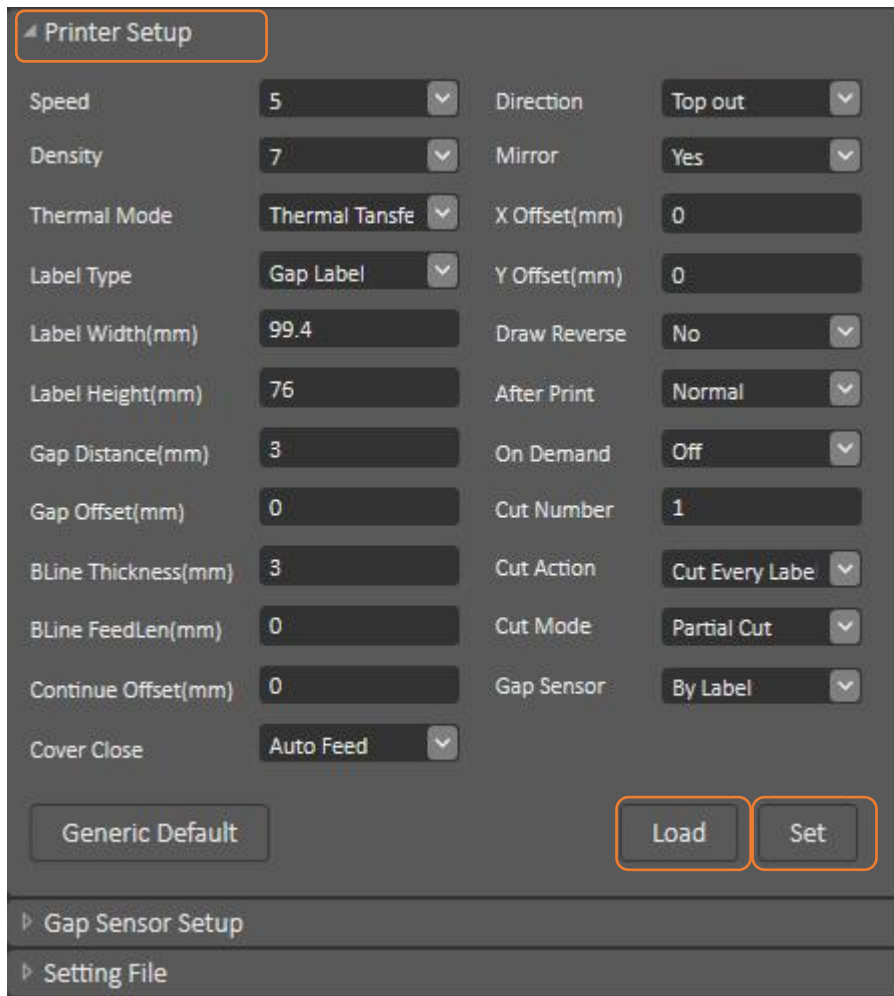 Printer Setup
Speed 5 Direction Top out
Density 7 Mirror Yes
Thermal Mode Thermal Tansfe X Offset(mm) 0
Label Type Gap Label Y Offset(mm) 0
Label Width(mm) 99.4 Draw Reverse No
Label Height(mm) 76 After Print Normal
Gap Distance(mm) 3 On Demand Off
Gap Offset(mm) 0 Cut Number 1
BLine Thickness(mm) 3 Cut Action Cut Every Labe
BLine FeedLen(mm) 0 Cut Mode Partial Cut
Continue Offset(mm) 0 Gap Sensor By Label
Cover Close Auto Feed
Generic Default Load Set
Gap Sensor Setup
Setting File